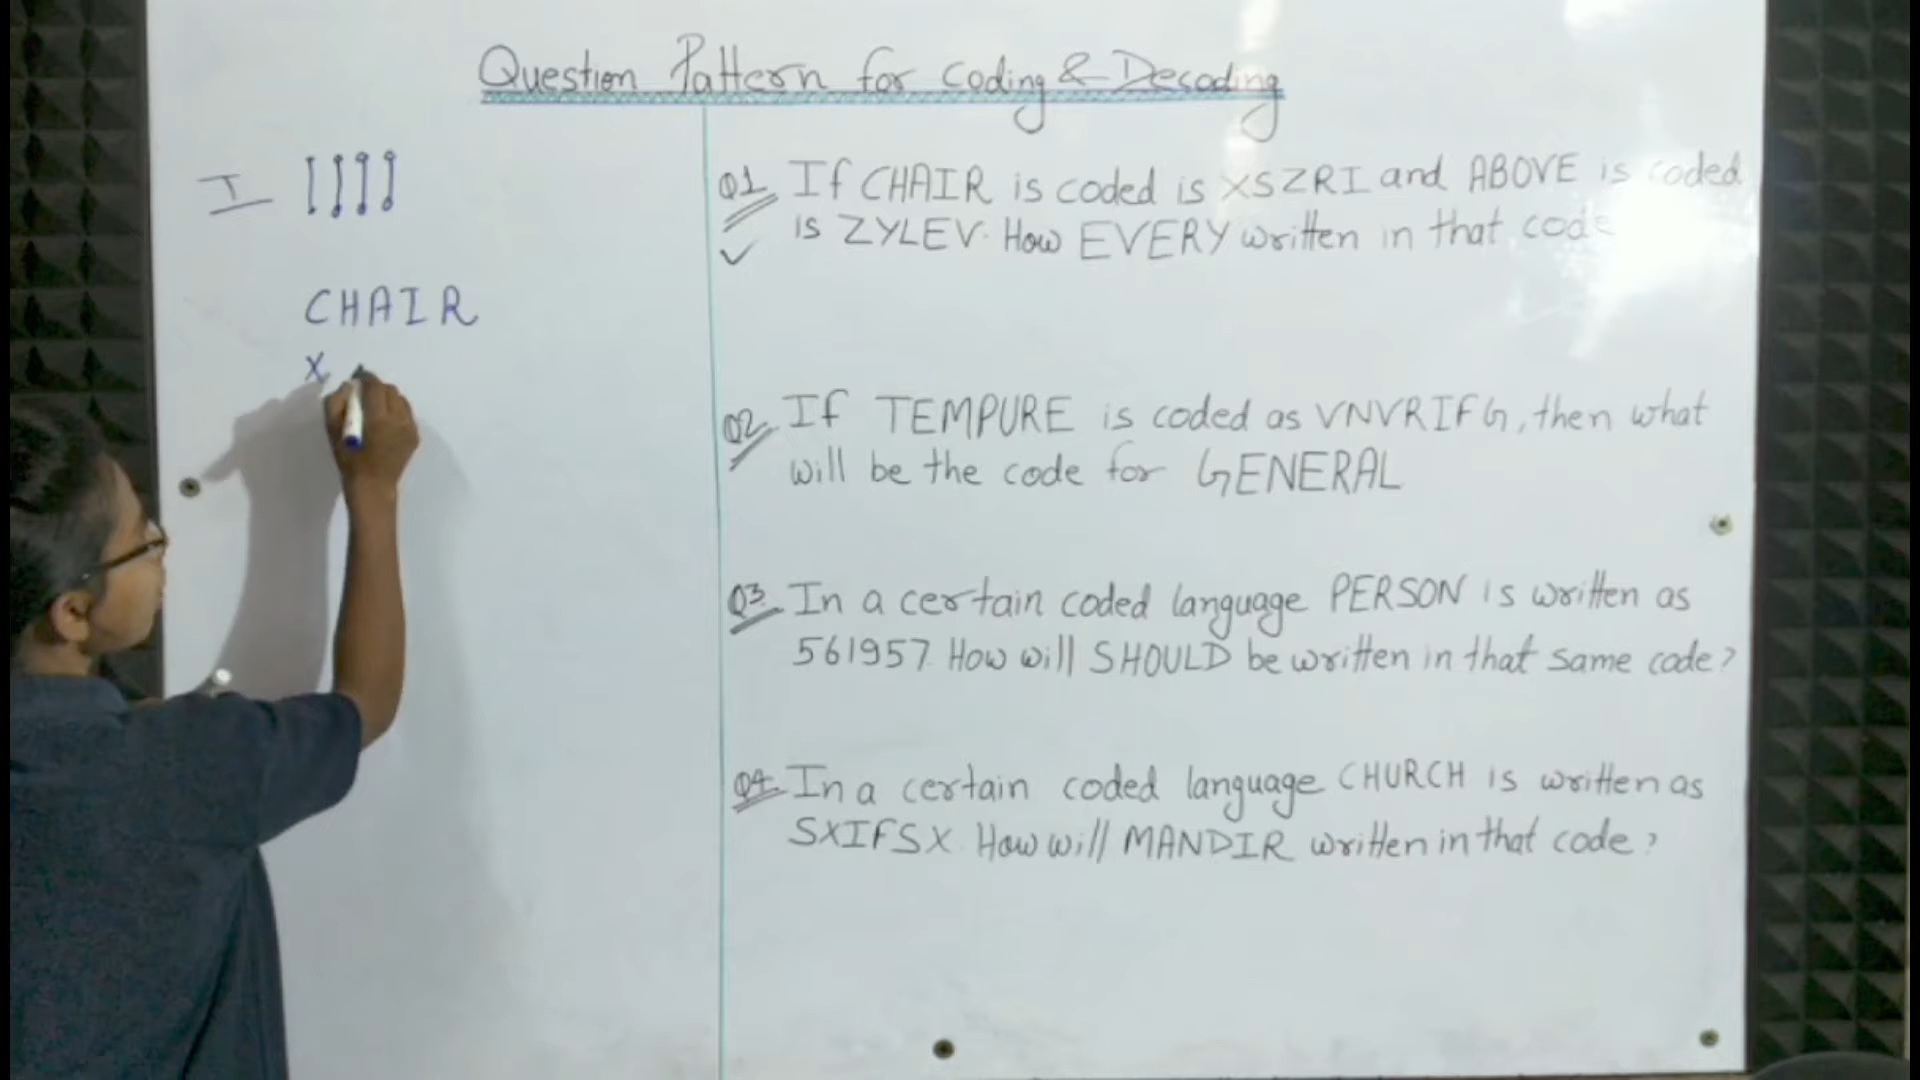 Question Pattern for Coding & Decoding
I
CHAIR
X
Q1 If CHAIR is coded is XSZRI and ABOVE is coded
is ZYLEV. How EVERY written in that code
Q2. If TEMPURE is coded as VNVRIFG, then what
will be the code for GENERAL
Q3. In a certain coded language PERSON is written as
561957. How will SHOULD be written in that same code?
Q4. In a certain coded language CHURCH is written as
SXIFSX. How will MANDIR written in that code?